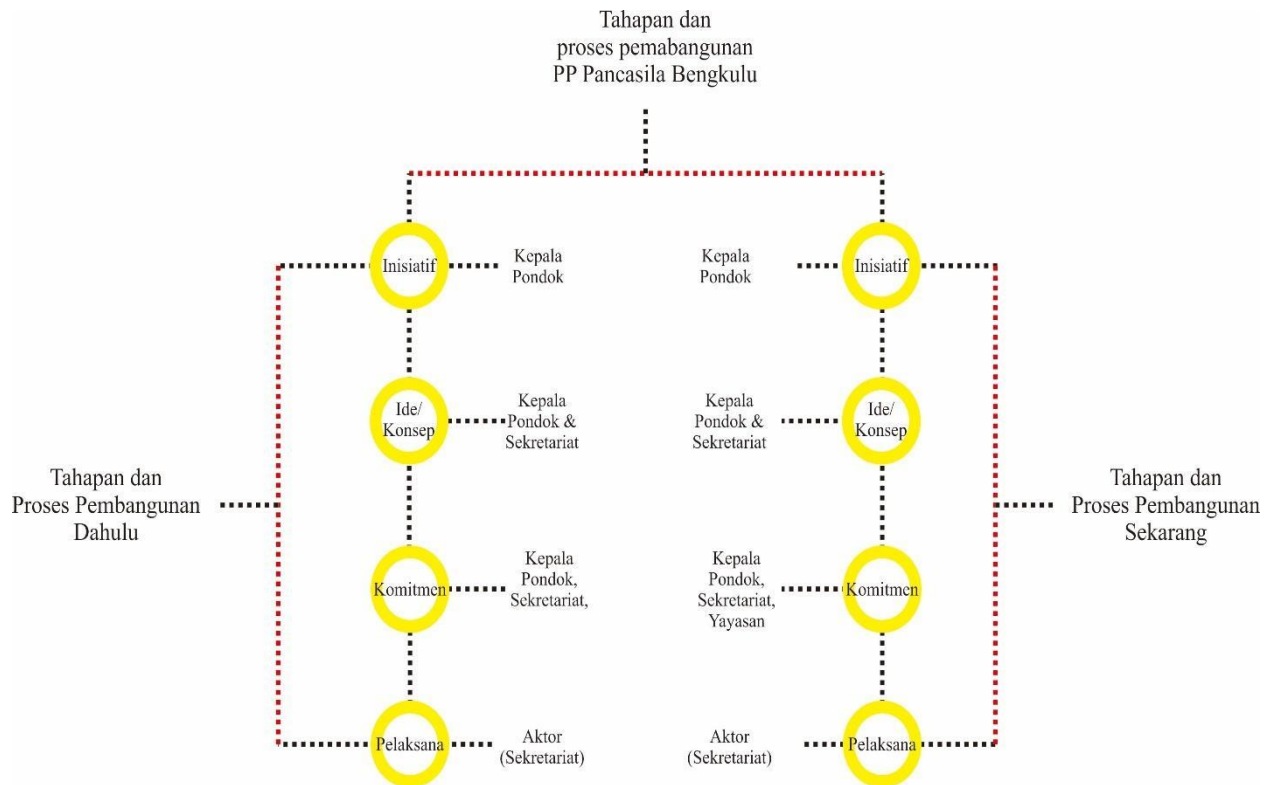 Tahapan dan
proses pemabangunan
PP Pancasila Bengkulu
Inisiatif
Kepala
Pondok
Kepala
Pondok
Inisiatif
Ide/
Konsep
Kepala
Pondok &
Sekretariat
Kepala
Pondok &
Sekretariat
Ide/
Konsep
Tahapan dan
Proses Pembangunan
Dahulu
Tahapan dan
Proses Pembangunan
Sekarang
Komitmen
Kepala
Pondok,
Sekretariat,
Kepala
Pondok,
Sekretariat,
Yayasan
Komitmen
Pelaksana
Aktor
(Sekretariat)
Aktor
(Sekretariat)
Pelaksana